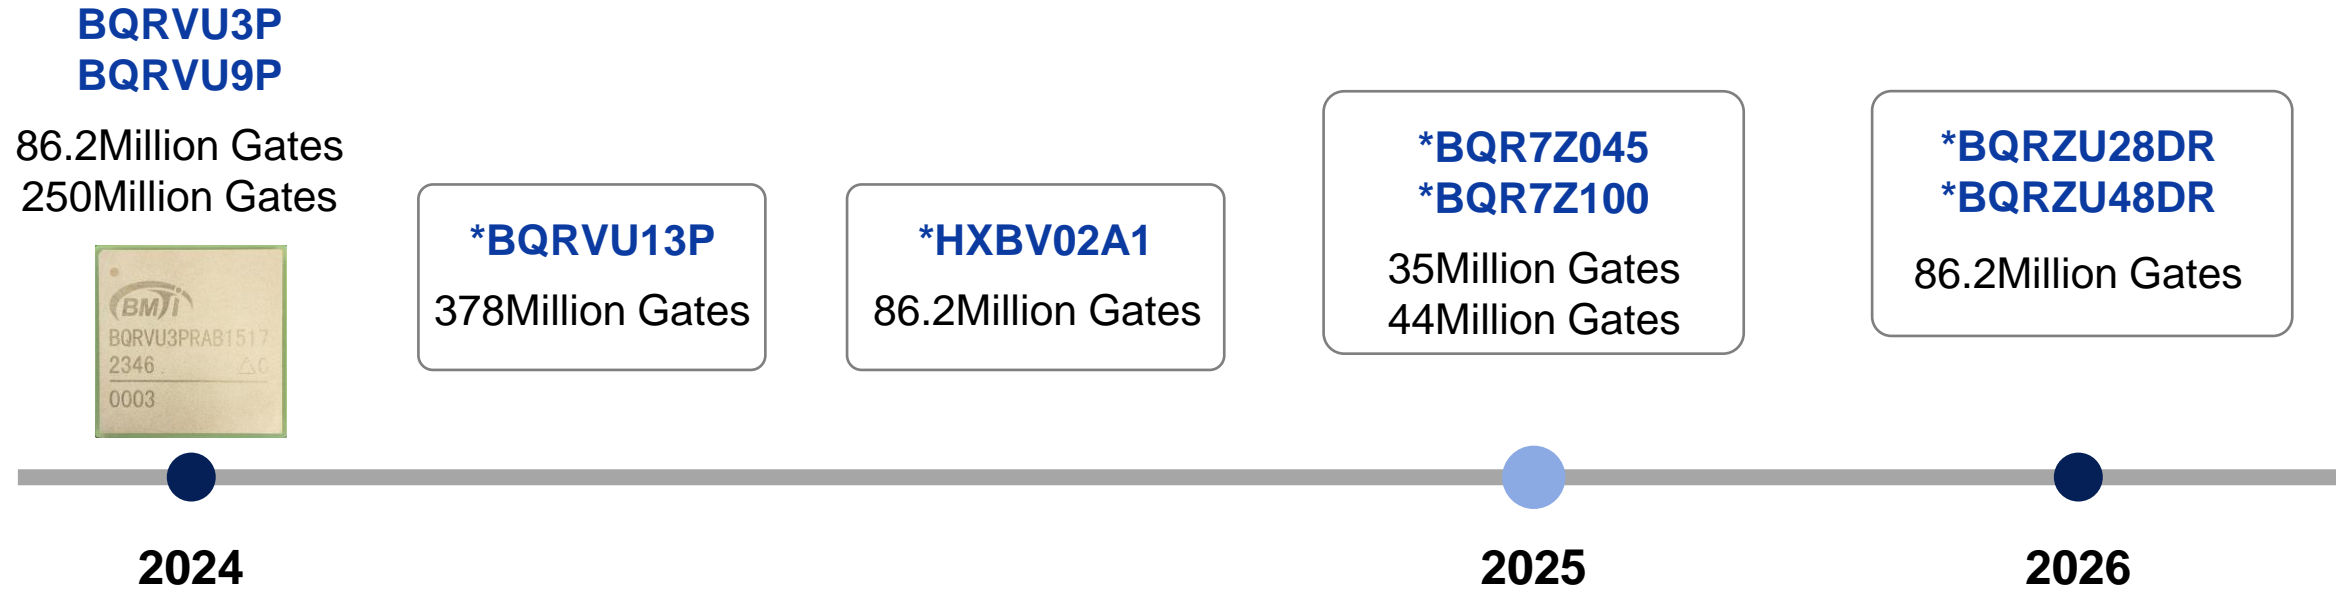 BQRVU3P
BQRVU9P
86.2Million Gates
250Million Gates
BMTi
BQRVU3PRAB1517
2346 △C
0003
*BQRVU13P
378Million Gates
*HXBV02A1
86.2Million Gates
*BQR7Z045
*BQR7Z100
35Million Gates
44Million Gates
*BQRZU28DR
*BQRZU48DR
86.2Million Gates
2024
2025
2026